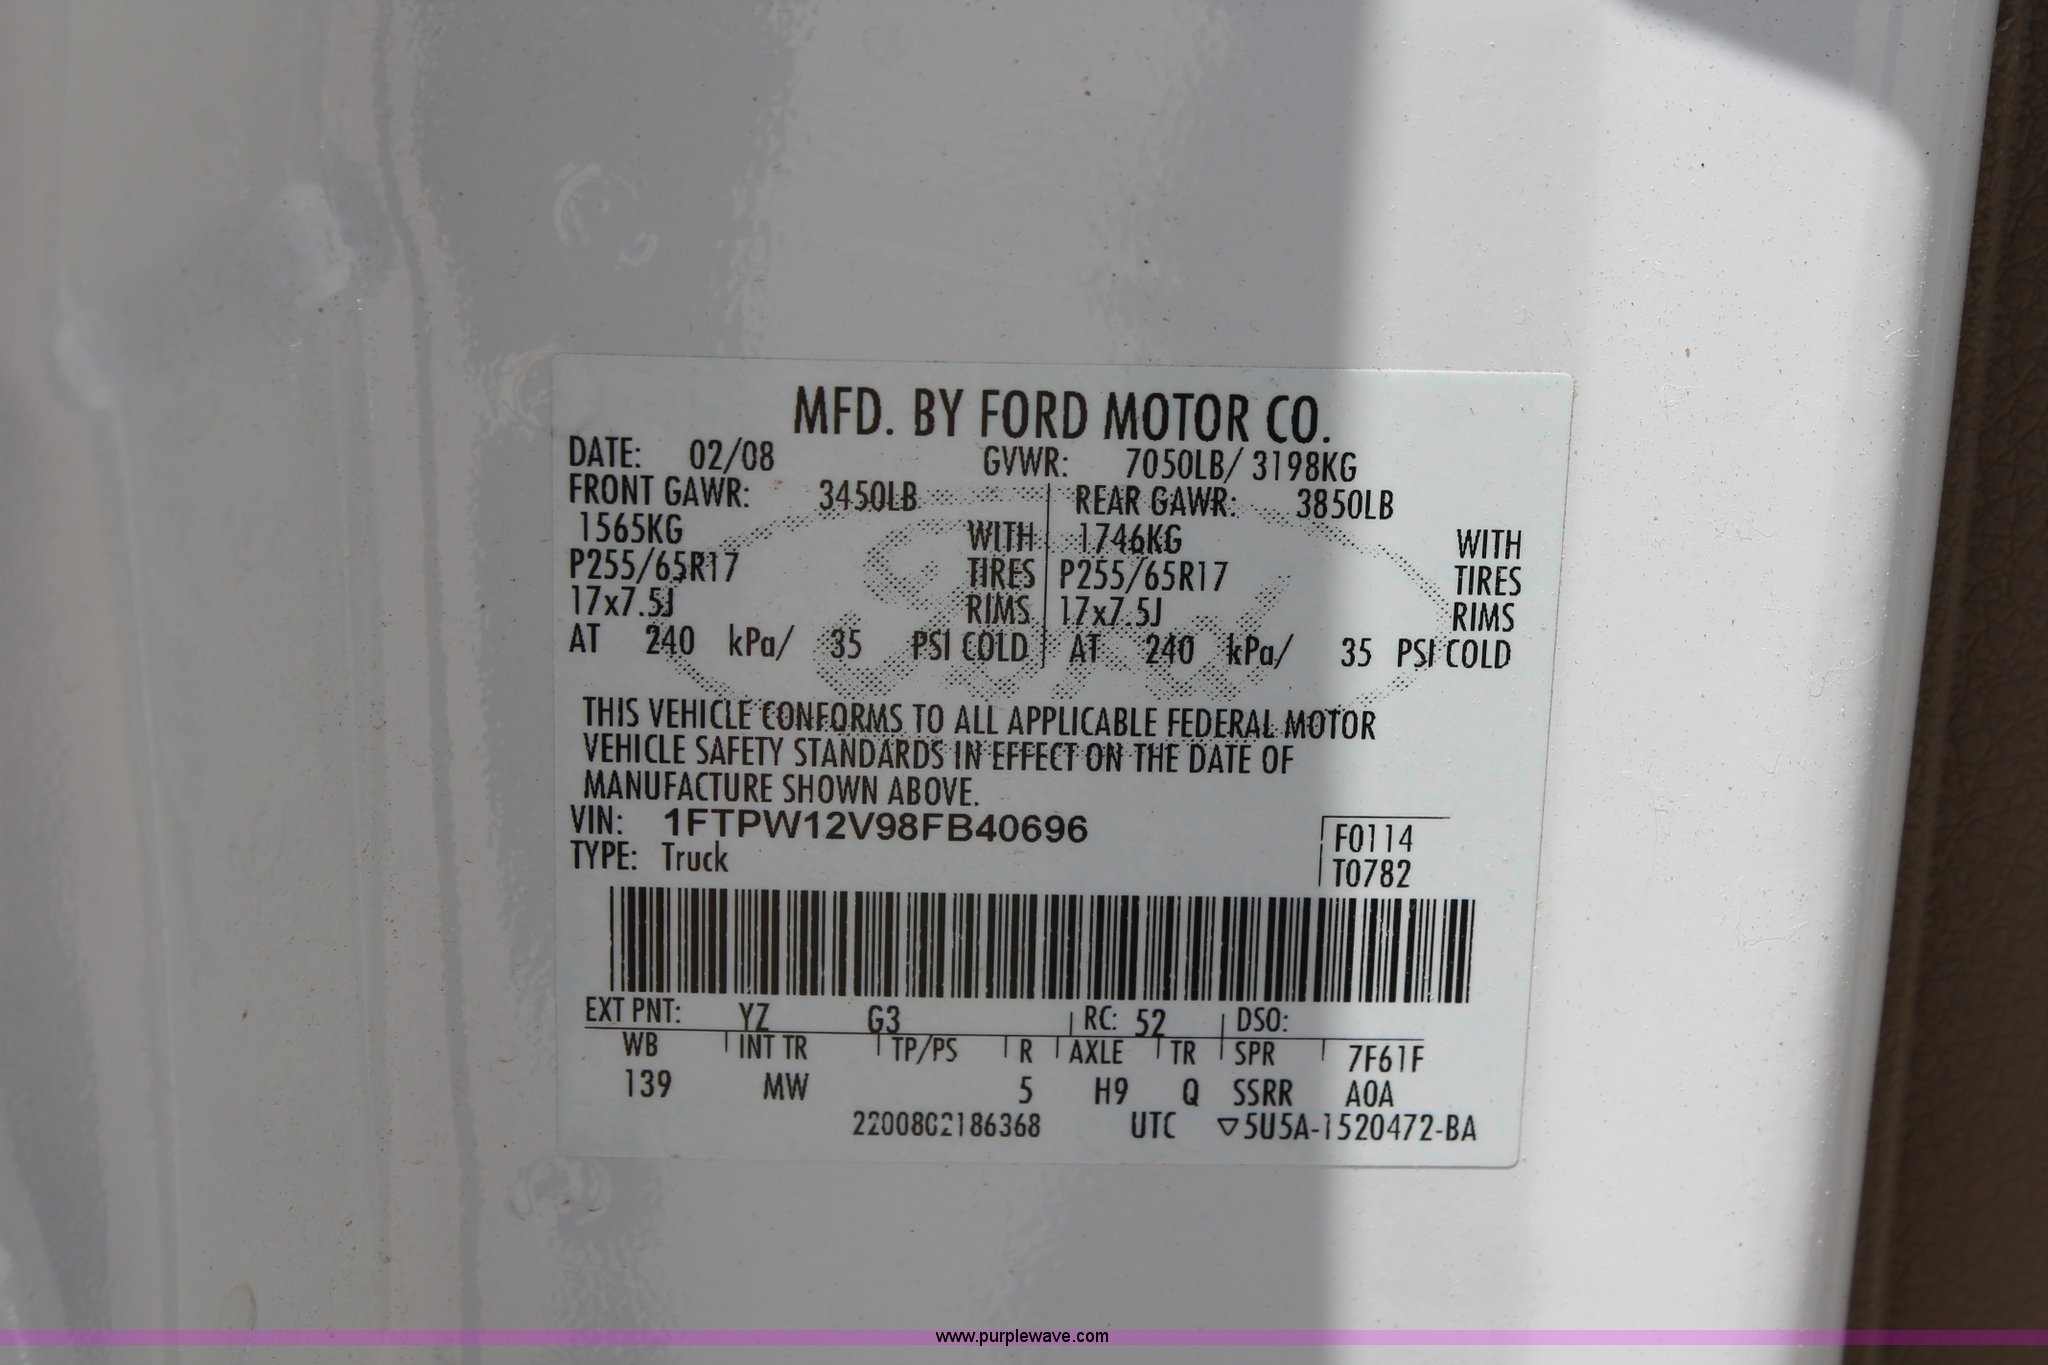 MFD. BY FORD MOTOR CO.
DATE: 02/08 GVWR: 7050LB/ 3198KG
FRONT GAWR: 3450LB REAR GAWR: 3850LB
1565KG WITH 1746KG WITH
P255/65R17 TIRES P255/65R17 TIRES
17x7.5J RIMS 17x7.5J RIMS
AT 240 kPa/ 35 PSI COLD AT 240 kPa/ 35 PSI COLD
Ford
THIS VEHICLE CONFORMS TO ALL APPLICABLE FEDERAL MOTOR
VEHICLE SAFETY STANDARDS IN EFFECT ON THE DATE OF
MANUFACTURE SHOWN ABOVE.
VIN: 1FTPW12V98FB40696 F0114
TYPE: Truck T0782
EXT PNT: YZ G3 RC: 52 DSO:
WB INT TR TP/PS R AXLE TR SPR 7F61F
139 MW 5 H9 Q SSRR A0A
2200802186368 UTC ▽5U5A-1520472-BA
www.purplewave.com